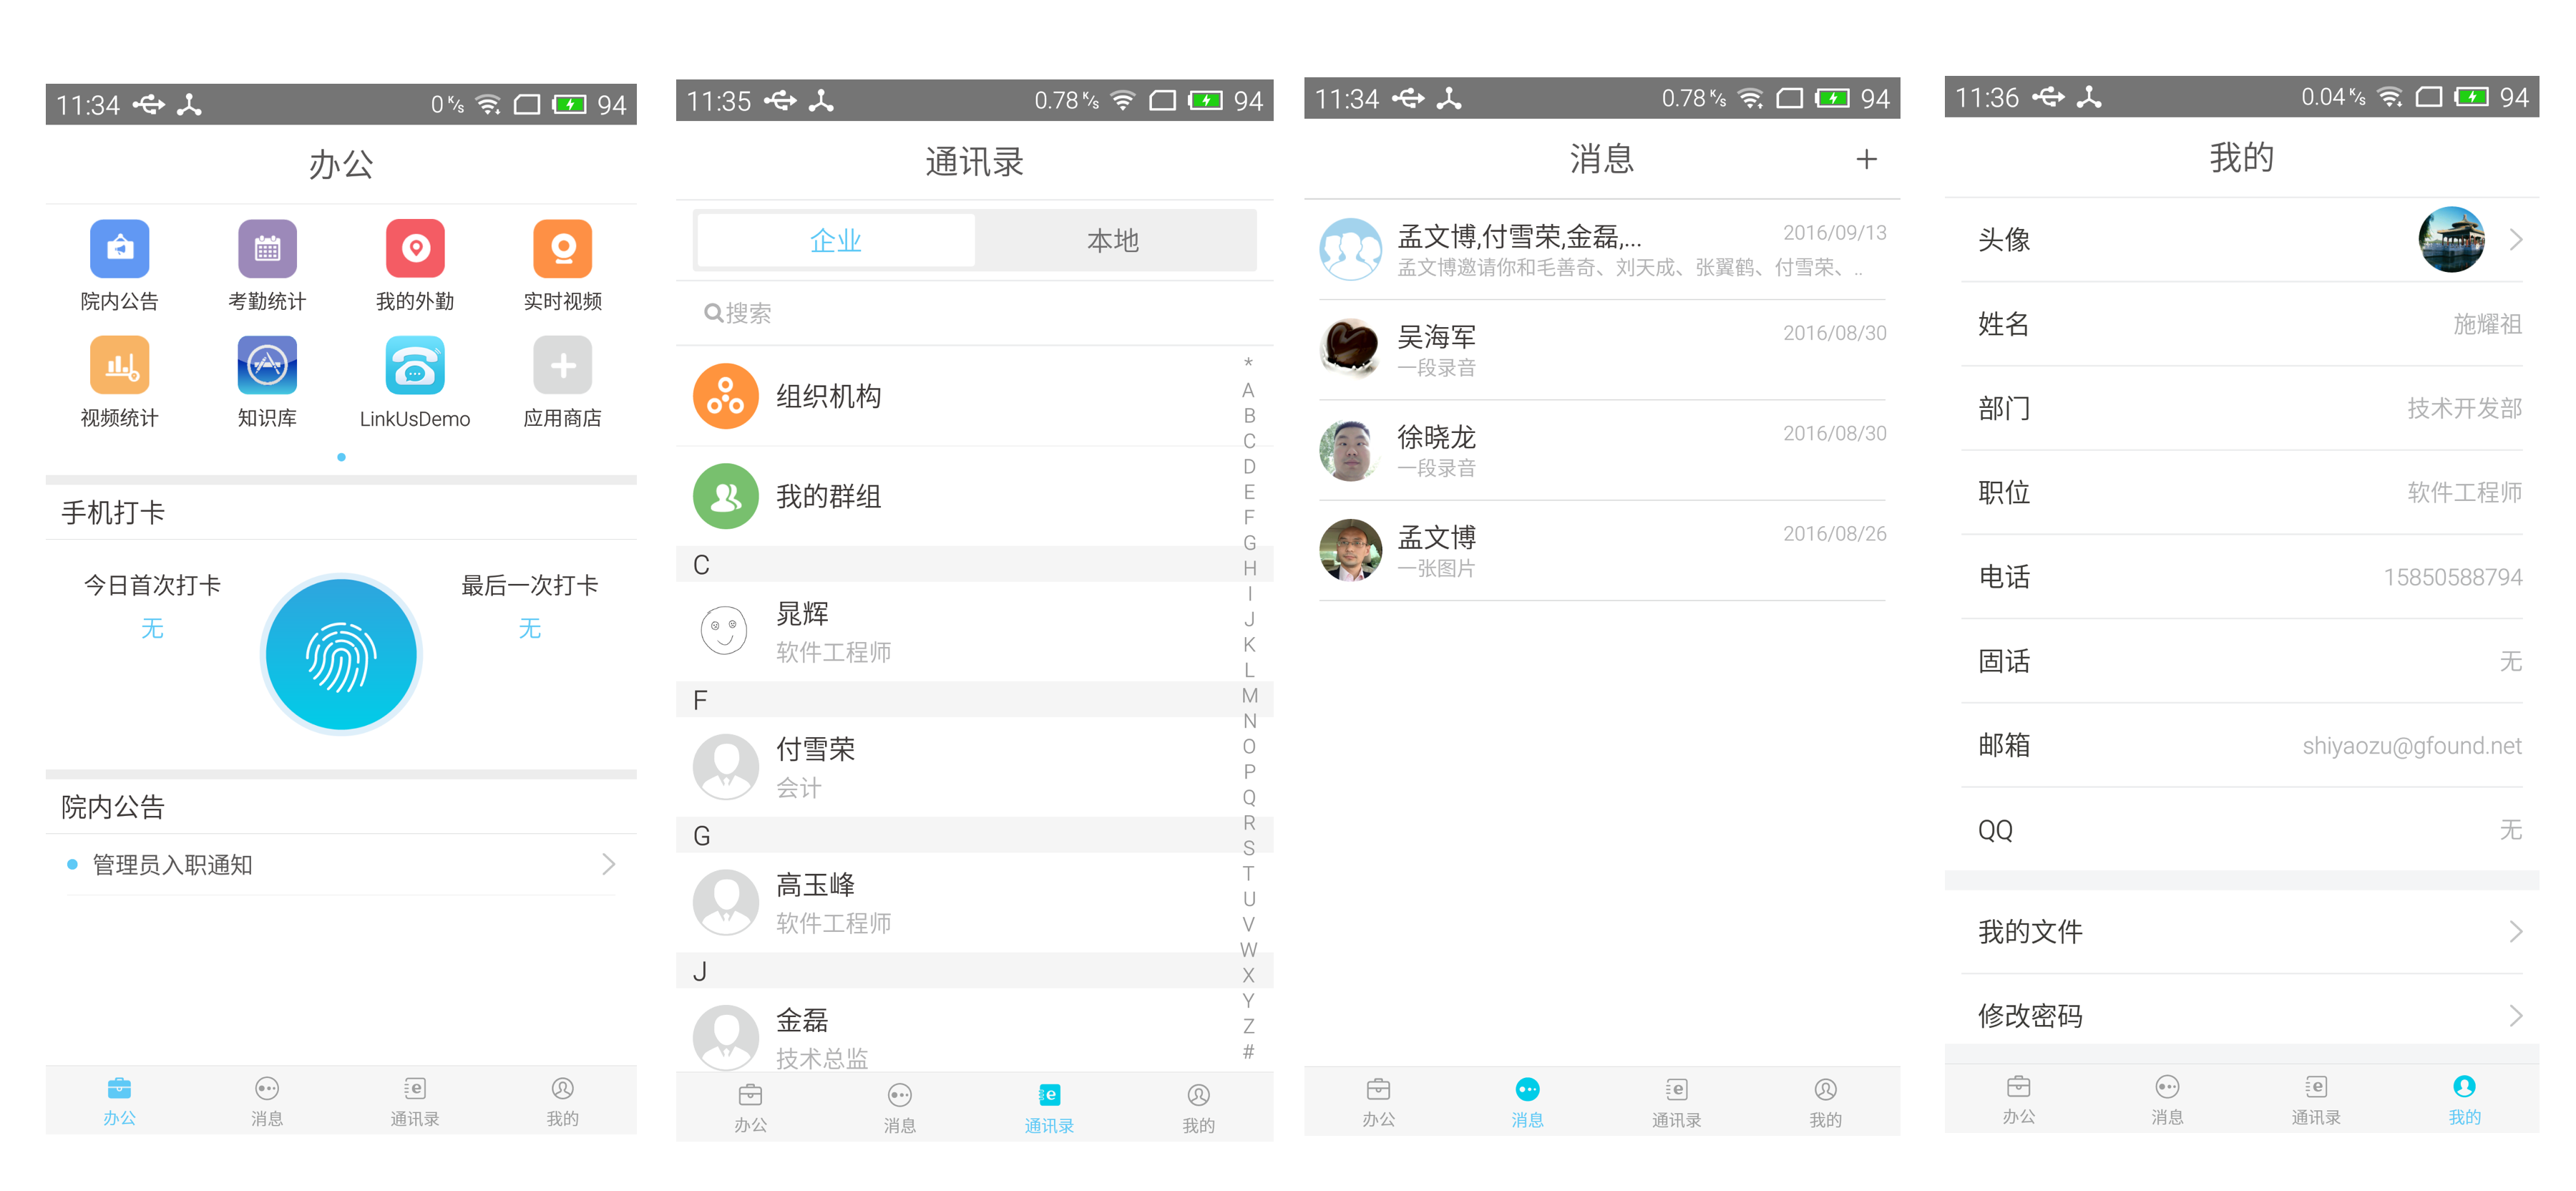 11:34 0 K/s 94
办公
院内公告 考勤统计 我的外勤 实时视频
视频统计 知识库 LinkUsDemo 应用商店
手机打卡
今日首次打卡 最后一次打卡
无 无
院内公告
管理员入职通知
办公 消息 通讯录 我的
11:35 0.78 K/s 94
通讯录
企业 本地
搜索
组织机构
我的群组
C
晁辉
软件工程师
F
付雪荣
会计
G
高玉峰
软件工程师
J
金磊
技术总监
*
A
B
C
D
E
F
G
H
I
J
K
L
M
N
O
P
Q
R
S
T
U
V
W
X
Y
Z
#
办公 消息 通讯录 我的
11:34 0.78 K/s 94
消息 +
孟文博,付雪荣,金磊,... 2016/09/13
孟文博邀请你和毛善奇、刘天成、张翼鹤、付雪荣、..
吴海军 2016/08/30
一段录音
徐晓龙 2016/08/30
一段录音
孟文博 2016/08/26
一张图片
办公 消息 通讯录 我的
11:36 0.04 K/s 94
我的
头像
姓名 施耀祖
部门 技术开发部
职位 软件工程师
电话 15850588794
固话 无
邮箱 shiyaozu@gfound.net
QQ 无
我的文件
修改密码
办公 消息 通讯录 我的